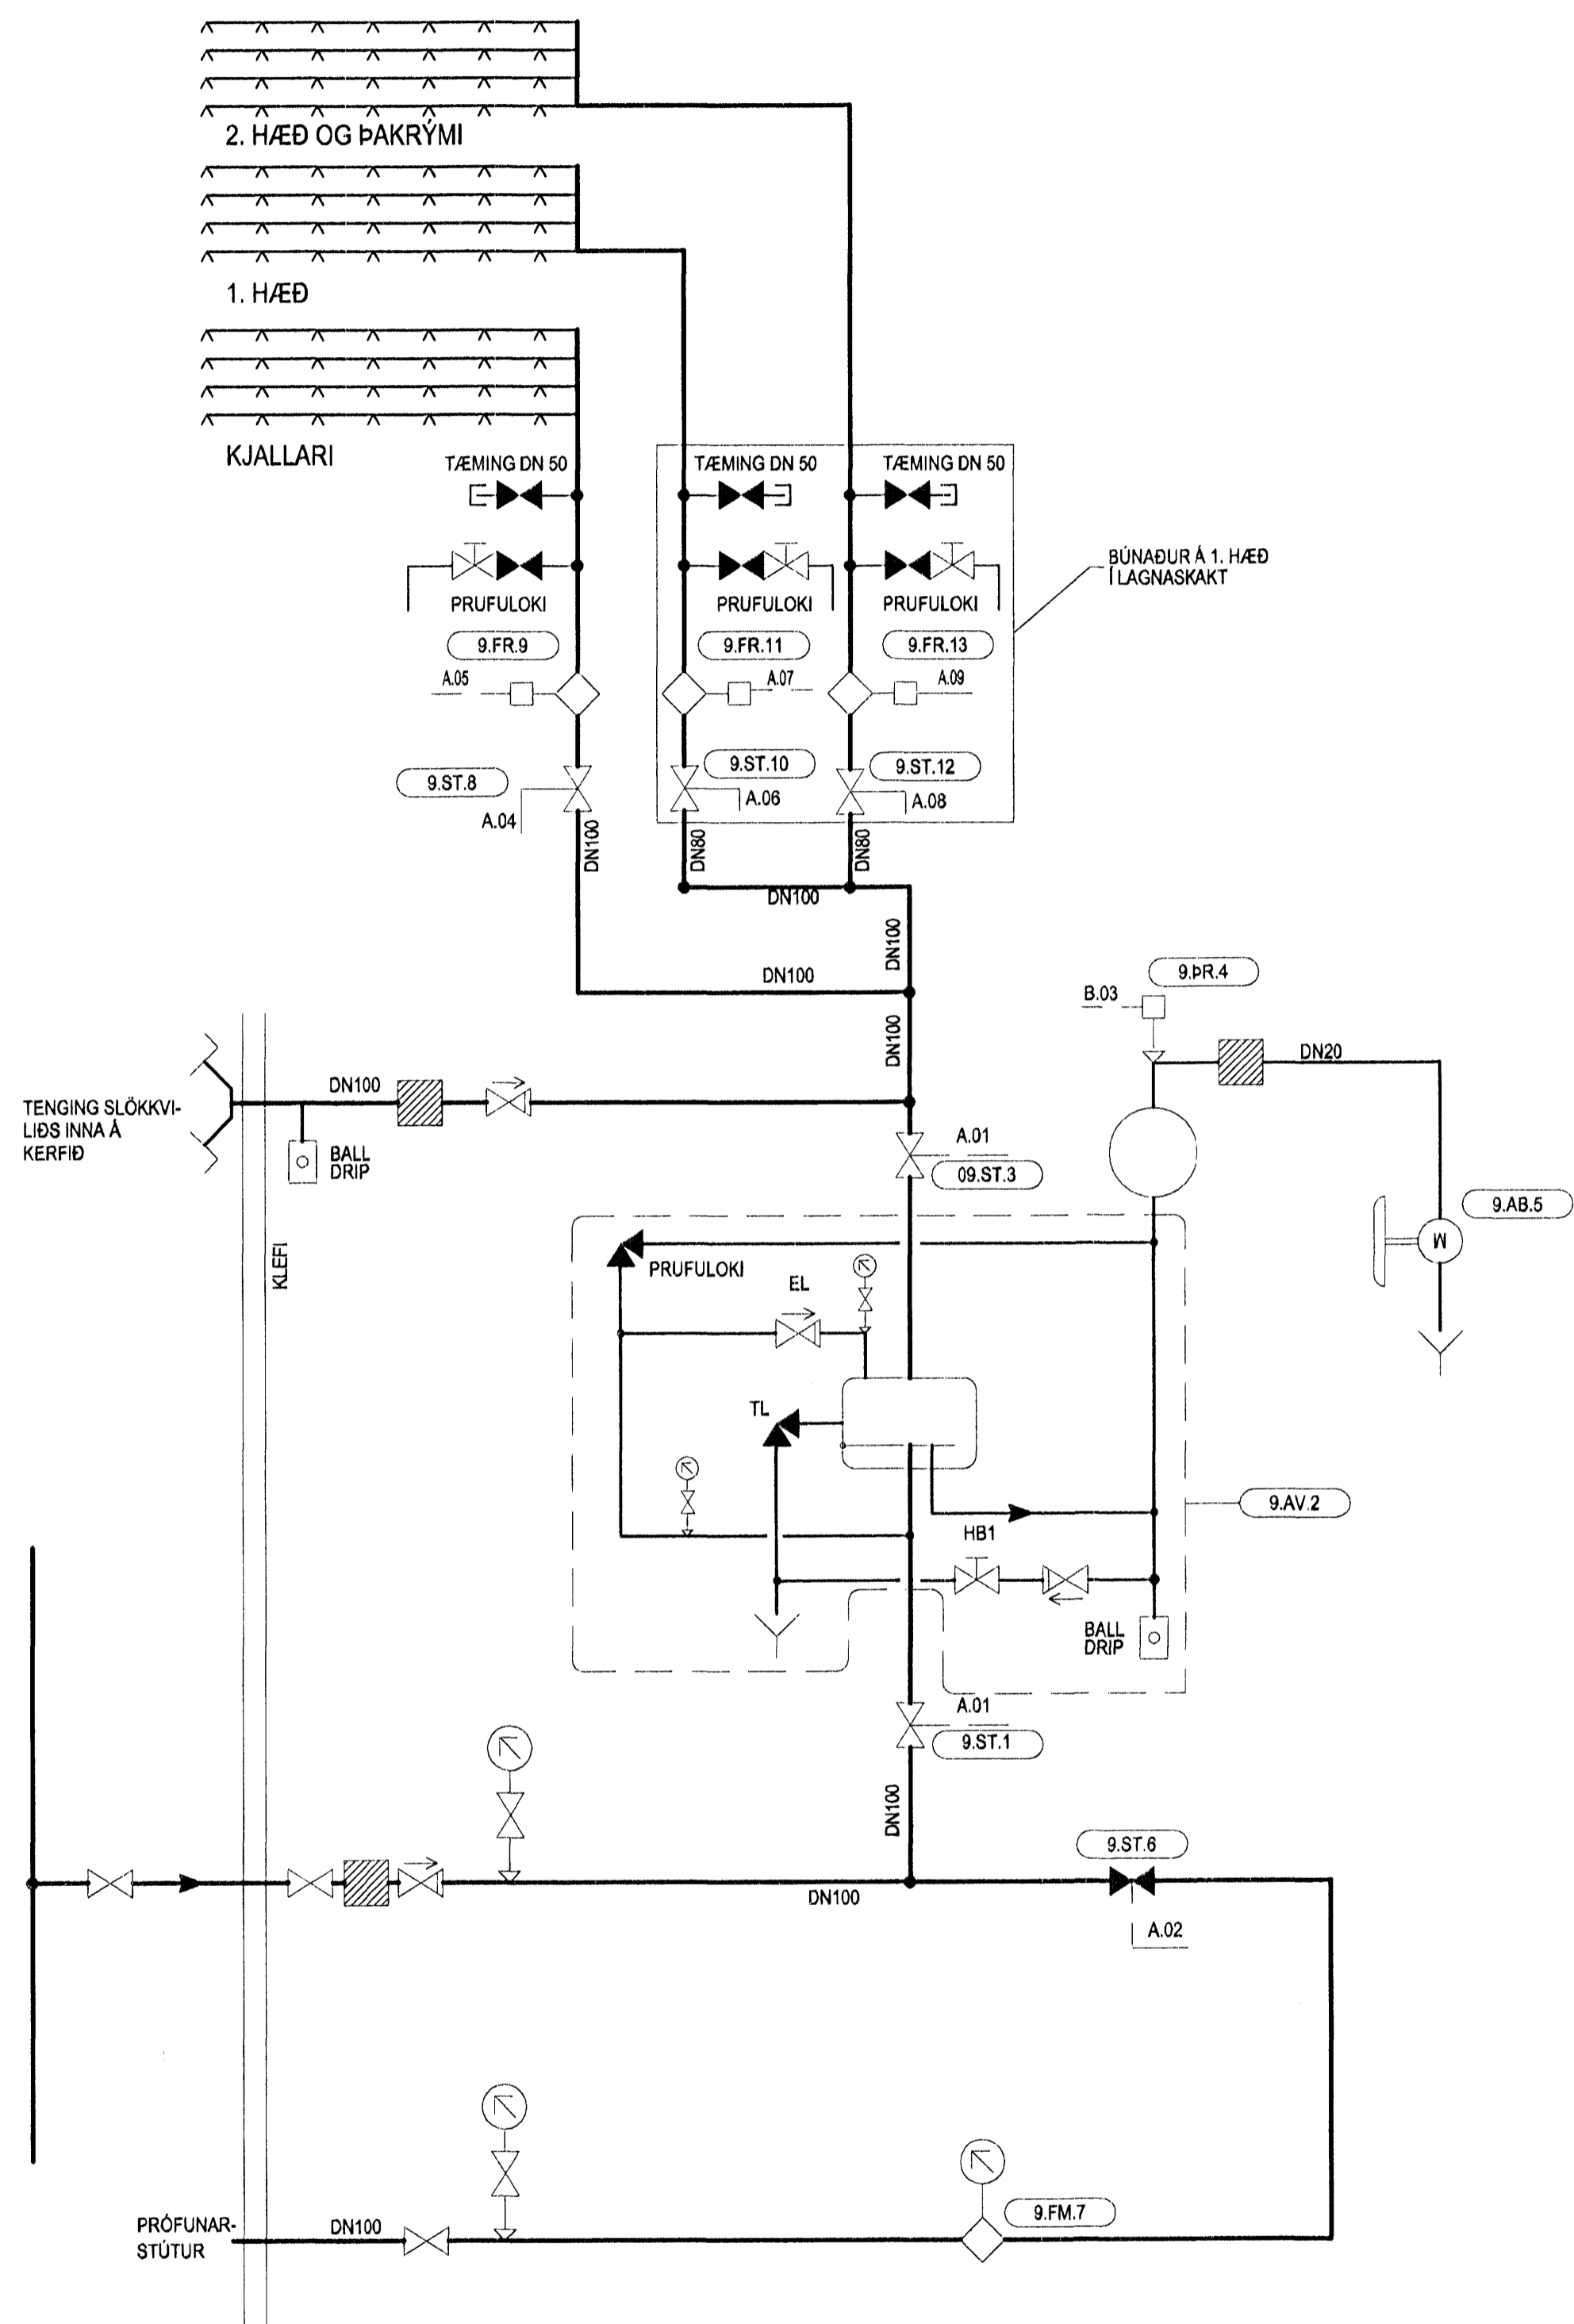 2. HÆÐ OG ÞAKRÝMI
1. HÆÐ
KJALLARI
TÆMING DN 50
TÆMING DN 50
TÆMING DN 50
BÚNAÐUR Á 1. HÆÐ
Í LAGNASKAKT
PRUFULOKI
PRUFULOKI
PRUFULOKI
9.FR.9
9.FR.11
9.FR.13
A.05
A.07
A.09
9.ST.8
9.ST.10
9.ST.12
A.04
A.06
A.08
DN100
DN80
DN80
DN100
DN100
DN100
DN100
9.ÞR.4
B.03
DN20
DN100
TENGING SLÖKKVI-
LIÐS INNA Á
KERFIÐ
BALL
DRIP
A.01
09.ST.3
9.AB.5
M
KLEFI
PRUFULOKI
EL
TL
9.AV.2
HB1
BALL
DRIP
A.01
9.ST.1
DN100
9.ST.6
DN100
A.02
9.FM.7
PRÓFUNAR-
STÚTUR
DN100